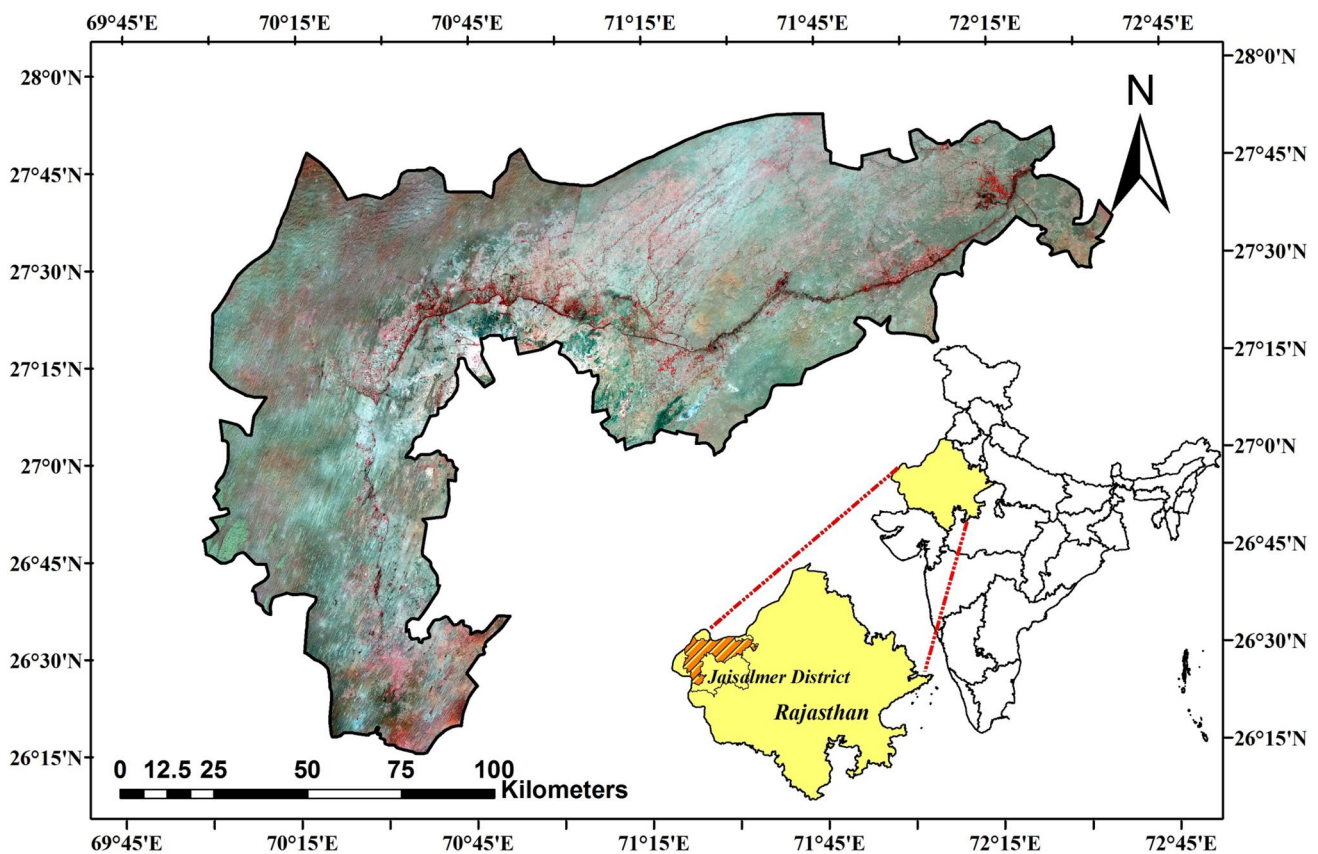 69°45'E 70°15'E 70°45'E 71°15'E 71°45'E 72°15'E 72°45'E
28°0'N 28°0'N
N
27°45'N 27°45'N
27°30'N 27°30'N
27°15'N 27°15'N
27°0'N 27°0'N
26°45'N 26°45'N
26°30'N 26°30'N
Jaisalmer District
Rajasthan
26°15'N 26°15'N
0 12.5 25 50 75 100
Kilometers
69°45'E 70°15'E 70°45'E 71°15'E 71°45'E 72°15'E 72°45'E